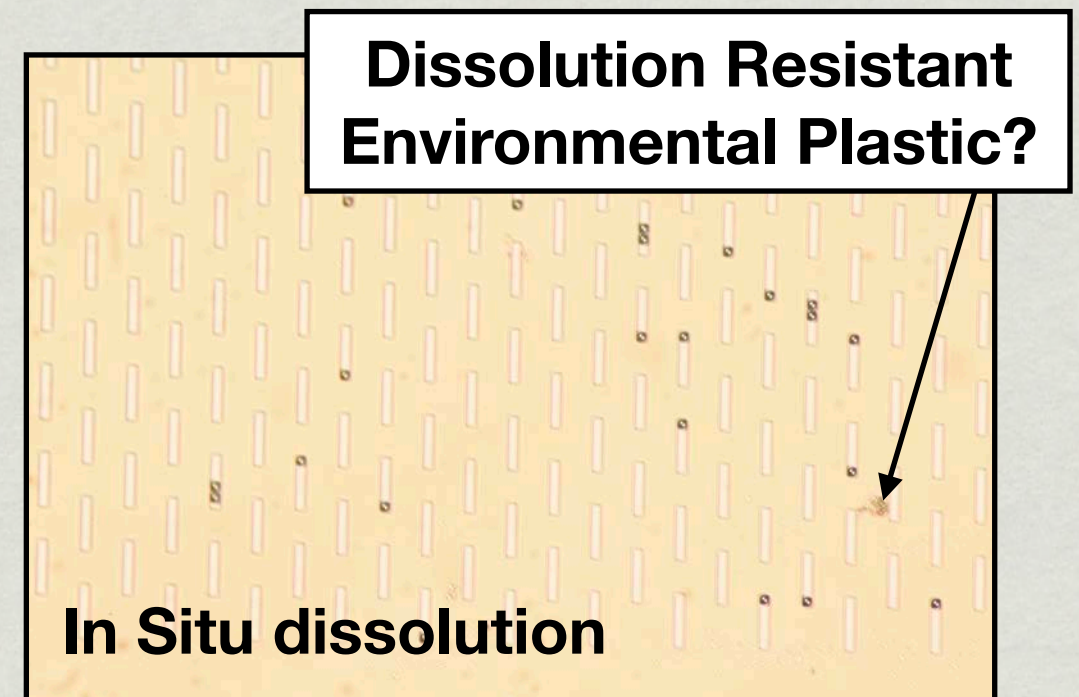 Dissolution Resistant
Environmental Plastic?
In Situ dissolution